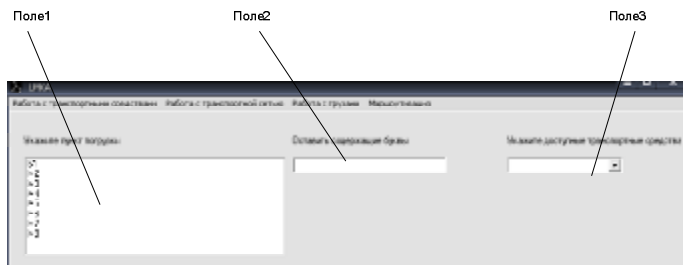 Поле1 Поле2 Поле3
Работа с транспортными средствами Работа с транспортной сетью Работа с грузами Маршрутизация
Укажите пункт погрузки Оставить содержащие буквы Укажите доступные транспортные средства